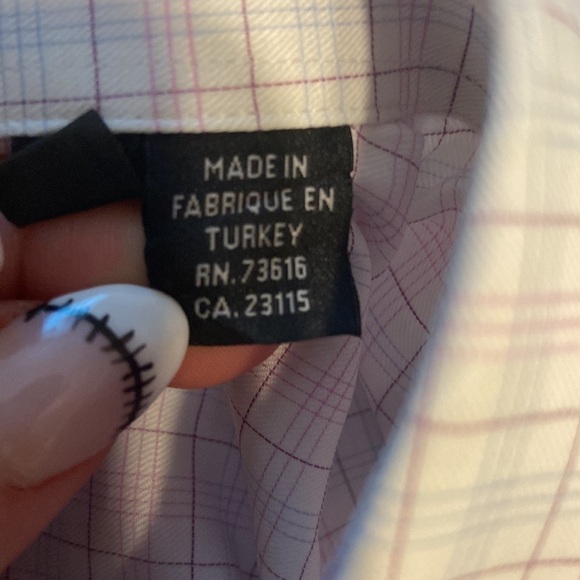 MADE IN
FABRIQUE EN
TURKEY
RN. 73616
CA. 23115